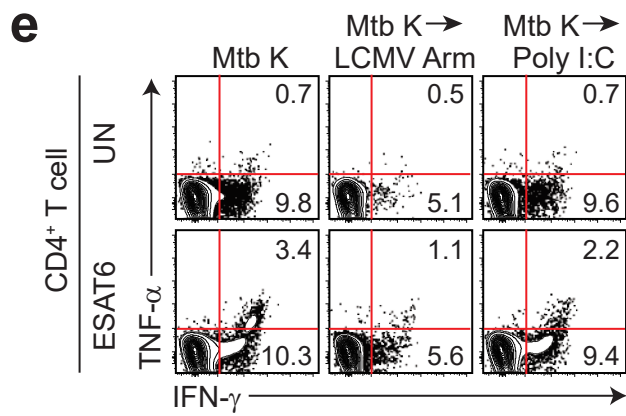 e
Mtb K
Mtb K→
LCMV Arm
Mtb K→
Poly I:C
CD4⁺ T cell
UN
ESAT6
TNF-α
0.7
9.8
0.5
5.1
0.7
9.6
3.4
10.3
1.1
5.6
2.2
9.4
IFN-γ